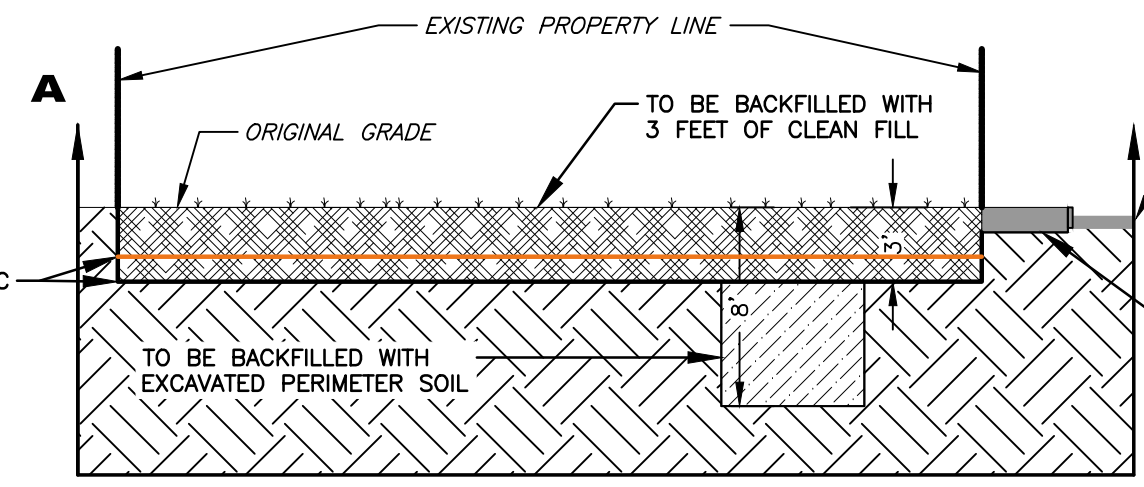 EXISTING PROPERTY LINE
A
TO BE BACKFILLED WITH
3 FEET OF CLEAN FILL
ORIGINAL GRADE
3'
C
8'
TO BE BACKFILLED WITH
EXCAVATED PERIMETER SOIL